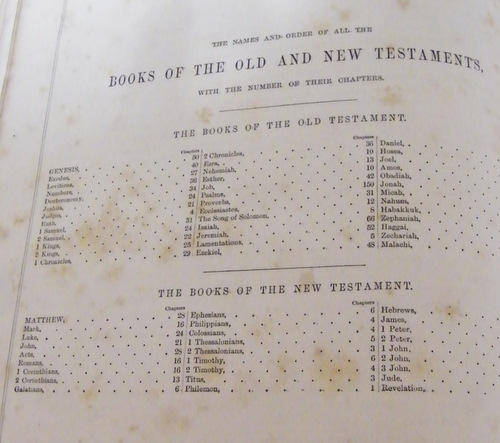 THE NAMES AND ORDER OF ALL THE
BOOKS OF THE OLD AND NEW TESTAMENTS,
WITH THE NUMBER OF THEIR CHAPTERS.
THE BOOKS OF THE OLD TESTAMENT.
Chapters
GENESIS, 50
Exodus, 40
Leviticus, 27
Numbers, 36
Deuteronomy, 34
Joshua, 24
Judges, 21
Ruth, 4
1 Samuel, 31
2 Samuel, 24
1 Kings, 22
2 Kings, 25
1 Chronicles, 29
Chapters
2 Chronicles, 36
Ezra, 10
Nehemiah, 13
Esther, 10
Job, 42
Psalms, 150
Proverbs, 31
Ecclesiastes, 12
The Song of Solomon, 8
Isaiah, 66
Jeremiah, 52
Lamentations, 5
Ezekiel, 48
Daniel,
Hosea,
Joel,
Amos,
Obadiah,
Jonah,
Micah,
Nahum,
Habakkuk,
Zephaniah,
Haggai,
Zechariah,
Malachi,
THE BOOKS OF THE NEW TESTAMENT.
Chapters
MATTHEW, 28
Mark, 16
Luke, 24
John, 21
Acts, 28
Romans, 16
1 Corinthians, 16
2 Corinthians, 13
Galatians, 6
Chapters
Ephesians, 6
Philippians, 4
Colossians, 4
1 Thessalonians, 5
2 Thessalonians, 3
1 Timothy, 6
2 Timothy, 4
Titus, 3
Philemon, 1
Hebrews,
James,
1 Peter,
2 Peter,
1 John,
2 John,
3 John,
Jude,
Revelation,